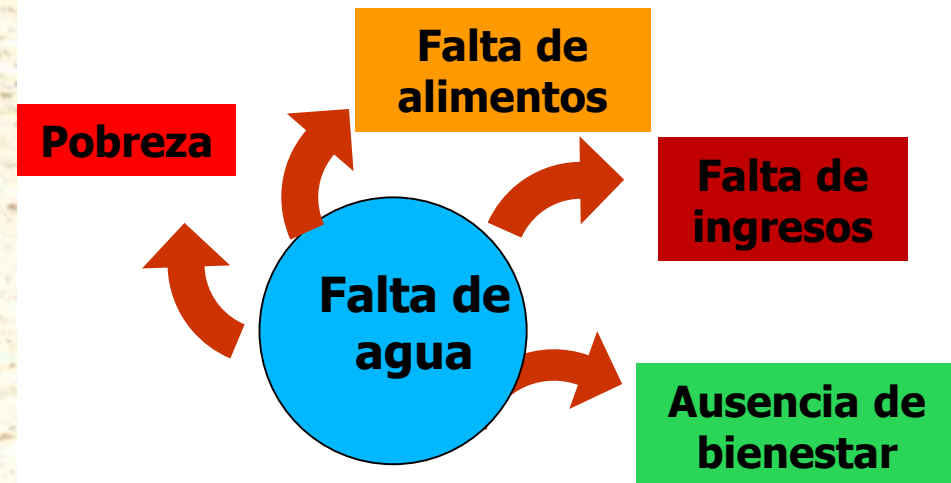 Falta de
alimentos
Pobreza
Falta de
ingresos
Falta de
agua
Ausencia de
bienestar